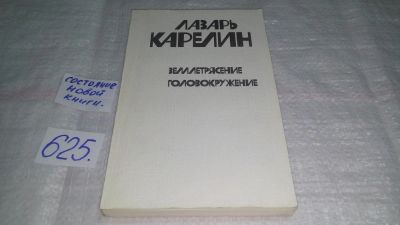 ЛАЗАРЬ
КАРЕЛИН
ЗЕМЛЕТРЯСЕНИЕ
ГОЛОВОКРУЖЕНИЕ
состояние
новой
книги.
625.